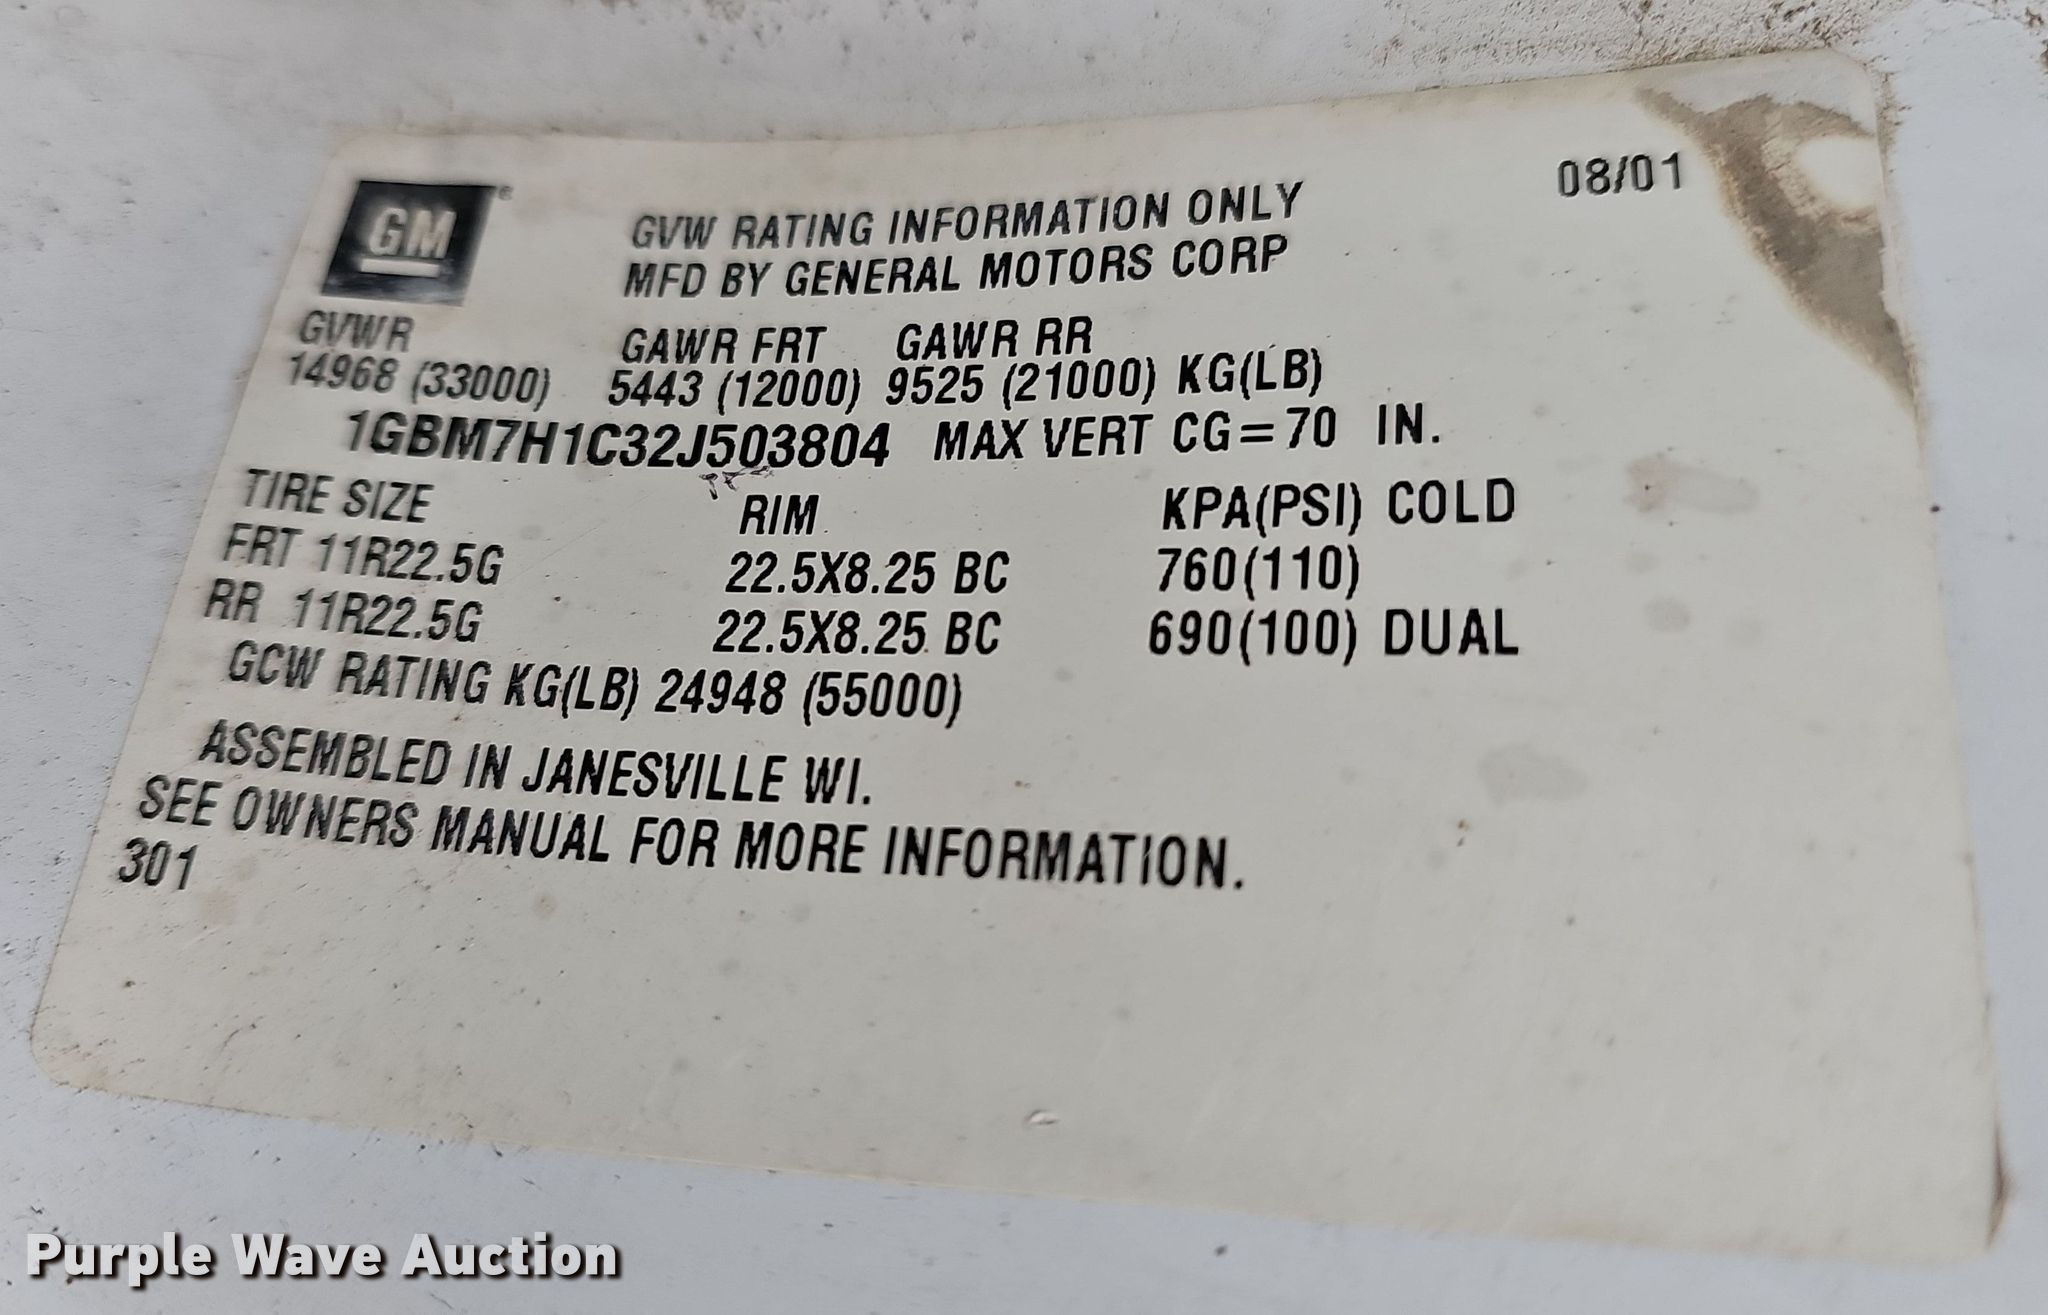 GM®
08/01
GVW RATING INFORMATION ONLY
MFD BY GENERAL MOTORS CORP
GVWR GAWR FRT GAWR RR
14968 (33000) 5443 (12000) 9525 (21000) KG(LB)
1GBM7H1C32J503804 MAX VERT CG=70 IN.
TIRE SIZE RIM KPA(PSI) COLD
FRT 11R22.5G 22.5X8.25 BC 760(110)
RR 11R22.5G 22.5X8.25 BC 690(100) DUAL
GCW RATING KG(LB) 24948 (55000)
ASSEMBLED IN JANESVILLE WI.
SEE OWNERS MANUAL FOR MORE INFORMATION.
301
Purple Wave Auction